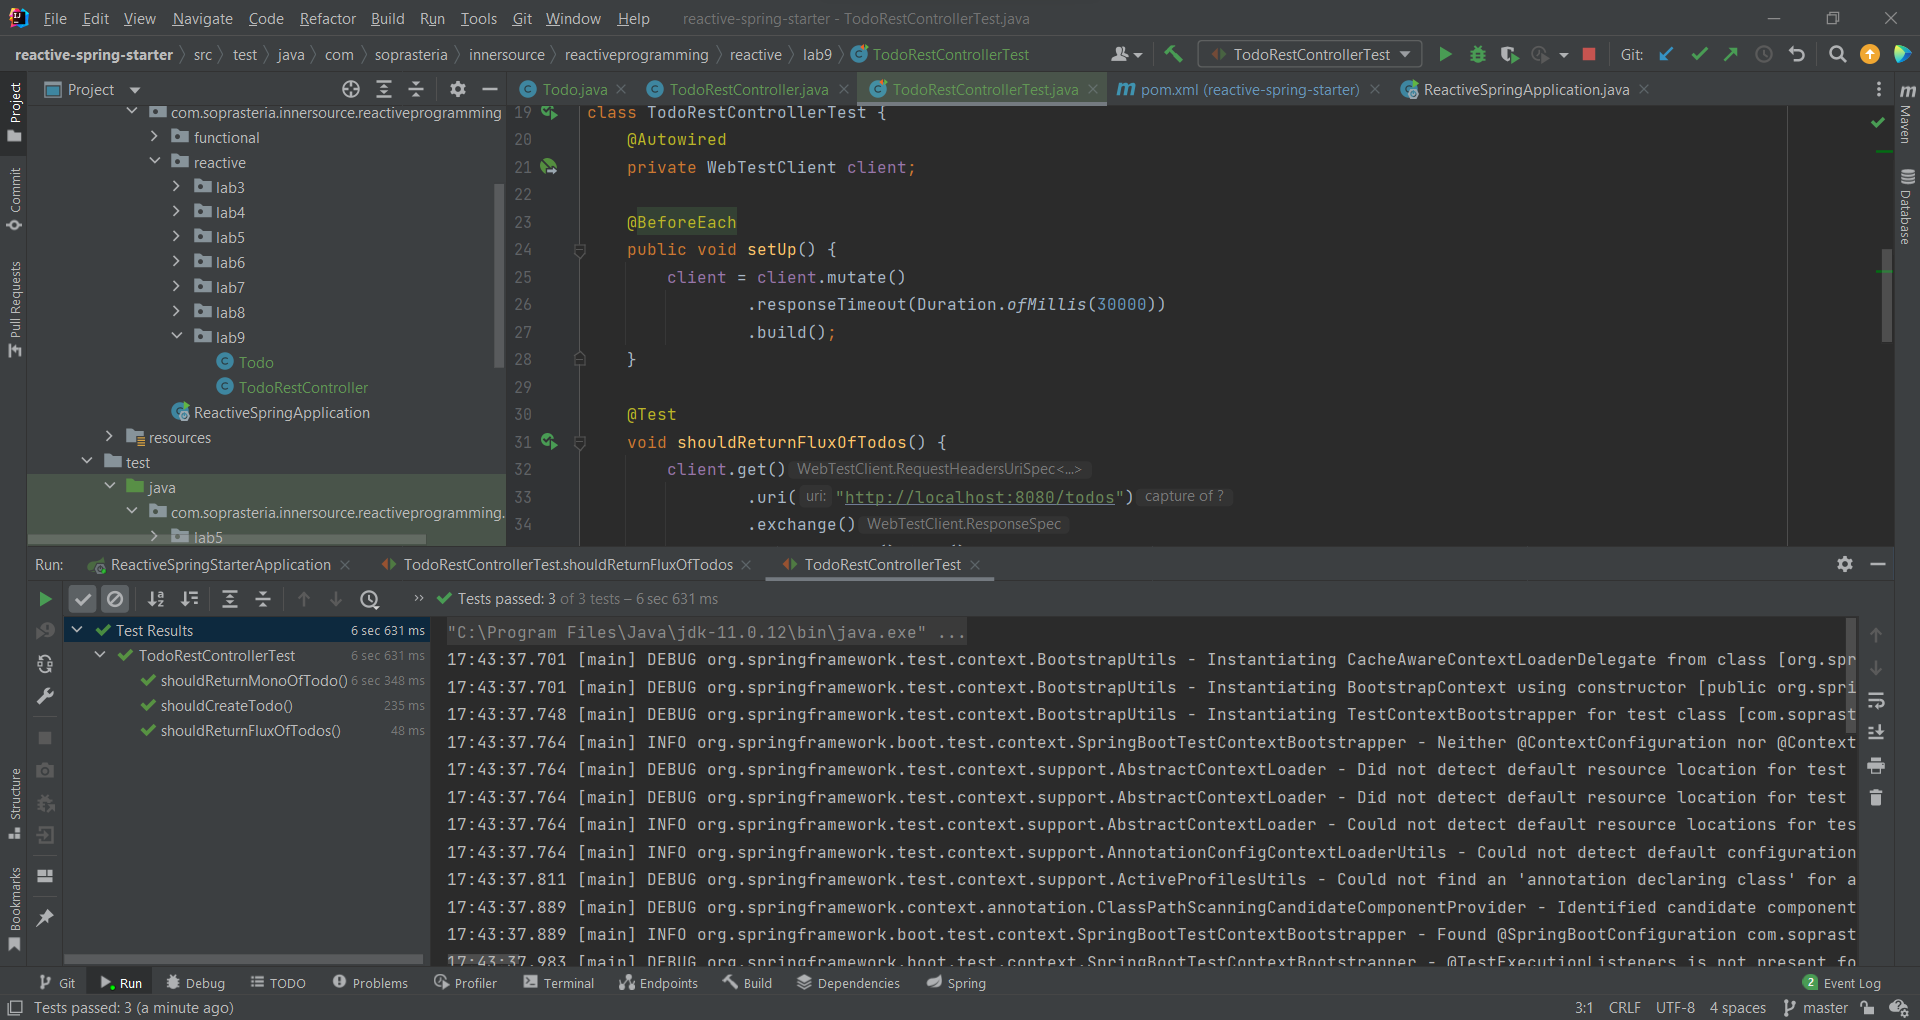 File Edit View Navigate Code Refactor Build Run Tools Git Window Help reactive-spring-starter - TodoRestControllerTest.java
reactive-spring-starter src test java com soprasteria innersource reactiveprogramming reactive lab9 TodoRestControllerTest TodoRestControllerTest Git:
Project
Todo.java TodoRestController.java TodoRestControllerTest.java pom.xml (reactive-spring-starter) ReactiveSpringApplication.java
Project
Commit
Pull Requests
Structure
Bookmarks
com.soprasteria.innersource.reactiveprogramming
functional
reactive
lab3
lab4
lab5
lab6
lab7
lab8
lab9
Todo
TodoRestController
ReactiveSpringApplication
resources
test
java
com.soprasteria.innersource.reactiveprogramming.
lab5
19 class TodoRestControllerTest {
20 @Autowired
21 private WebTestClient client;
22
23 @BeforeEach
24 public void setUp() {
25 client = client.mutate()
26 .responseTimeout(Duration.ofMillis(30000))
27 .build();
28 }
29
30 @Test
31 void shouldReturnFluxOfTodos() {
32 client.get() WebTestClient.RequestHeadersUriSpec<...>
33 .uri( uri: "http://localhost:8080/todos") capture of ?
34 .exchange() WebTestClient.ResponseSpec
Maven
Database
Run: ReactiveSpringStarterApplication TodoRestControllerTest.shouldReturnFluxOfTodos TodoRestControllerTest
Tests passed: 3 of 3 tests – 6 sec 631 ms
Test Results 6 sec 631 ms
TodoRestControllerTest 6 sec 631 ms
shouldReturnMonoOfTodo() 6 sec 348 ms
shouldCreateTodo() 235 ms
shouldReturnFluxOfTodos() 48 ms
"C:\Program Files\Java\jdk-11.0.12\bin\java.exe" ...
17:43:37.701 [main] DEBUG org.springframework.test.context.BootstrapUtils - Instantiating CacheAwareContextLoaderDelegate from class [org.spr
17:43:37.701 [main] DEBUG org.springframework.test.context.BootstrapUtils - Instantiating BootstrapContext using constructor [public org.spri
17:43:37.748 [main] DEBUG org.springframework.test.context.BootstrapUtils - Instantiating TestContextBootstrapper for test class [com.soprast
17:43:37.764 [main] INFO org.springframework.boot.test.context.SpringBootTestContextBootstrapper - Neither @ContextConfiguration nor @Context
17:43:37.764 [main] DEBUG org.springframework.test.context.support.AbstractContextLoader - Did not detect default resource location for test
17:43:37.764 [main] DEBUG org.springframework.test.context.support.AbstractContextLoader - Did not detect default resource location for test
17:43:37.764 [main] INFO org.springframework.test.context.support.AbstractContextLoader - Could not detect default resource locations for tes
17:43:37.764 [main] INFO org.springframework.test.context.support.AnnotationConfigContextLoaderUtils - Could not detect default configuration
17:43:37.811 [main] DEBUG org.springframework.test.context.support.ActiveProfilesUtils - Could not find an 'annotation declaring class' for a
17:43:37.889 [main] DEBUG org.springframework.context.annotation.ClassPathScanningCandidateComponentProvider - Identified candidate component
17:43:37.889 [main] INFO org.springframework.boot.test.context.SpringBootTestContextBootstrapper - Found @SpringBootConfiguration com.soprast
17:43:37.983 [main] DEBUG org.springframework.boot.test.context.SpringBootTestContextBootstrapper - @TestExecutionListeners is not present fo
Git Run Debug TODO Problems Profiler Terminal Endpoints Build Dependencies Spring 2 Event Log
Tests passed: 3 (a minute ago) 3:1 CRLF UTF-8 4 spaces master